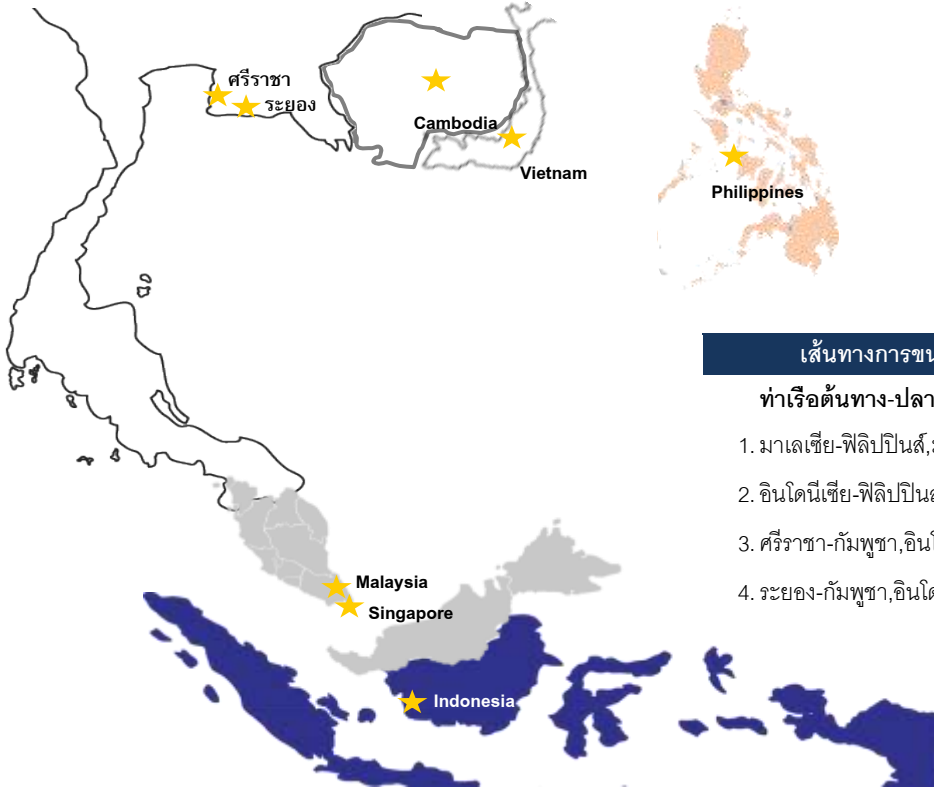 ศรีราชา
ระยอง
Cambodia
Vietnam
Philippines
เส้นทางการขน
ท่าเรือต้นทาง-ปลา
1. มาเลเซีย-ฟิลิปปินส์,
2. อินโดนีเซีย-ฟิลิปปินส
3. ศรีราชา-กัมพูชา,อินโ
4. ระยอง-กัมพูชา,อินโด
Malaysia
Singapore
Indonesia